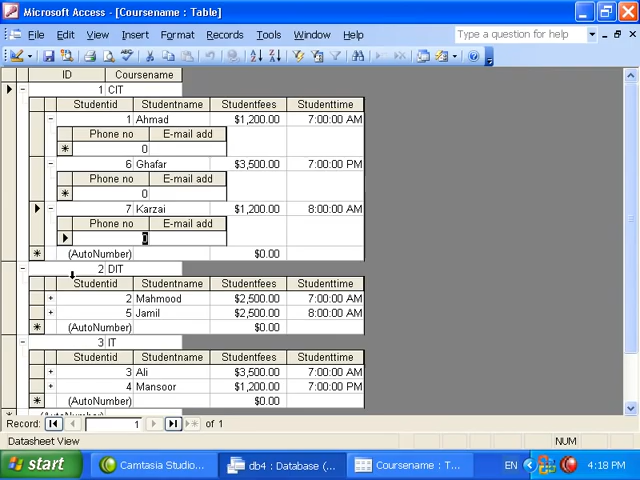 Microsoft Access - [Coursename : Table]
File Edit View Insert Format Records Tools Window Help Type a question for help
ID Coursename
1 CIT
Studentid Studentname Studentfees Studenttime
1 Ahmad $1,200.00 7:00:00 AM
Phone no E-mail add
0
6 Ghafar $3,500.00 7:00:00 PM
Phone no E-mail add
0
7 Karzai $1,200.00 8:00:00 AM
Phone no E-mail add
0
(AutoNumber) $0.00
2 DIT
Studentid Studentname Studentfees Studenttime
2 Mahmood $2,500.00 7:00:00 AM
5 Jamil $2,500.00 8:00:00 AM
(AutoNumber) $0.00
3 IT
Studentid Studentname Studentfees Studenttime
3 Ali $3,500.00 7:00:00 AM
4 Mansoor $1,200.00 7:00:00 PM
(AutoNumber) $0.00
Record: 1 of 1
Datasheet View NUM
start Camtasia Studio... db4 : Database (... Coursename : T... EN 4:18 PM